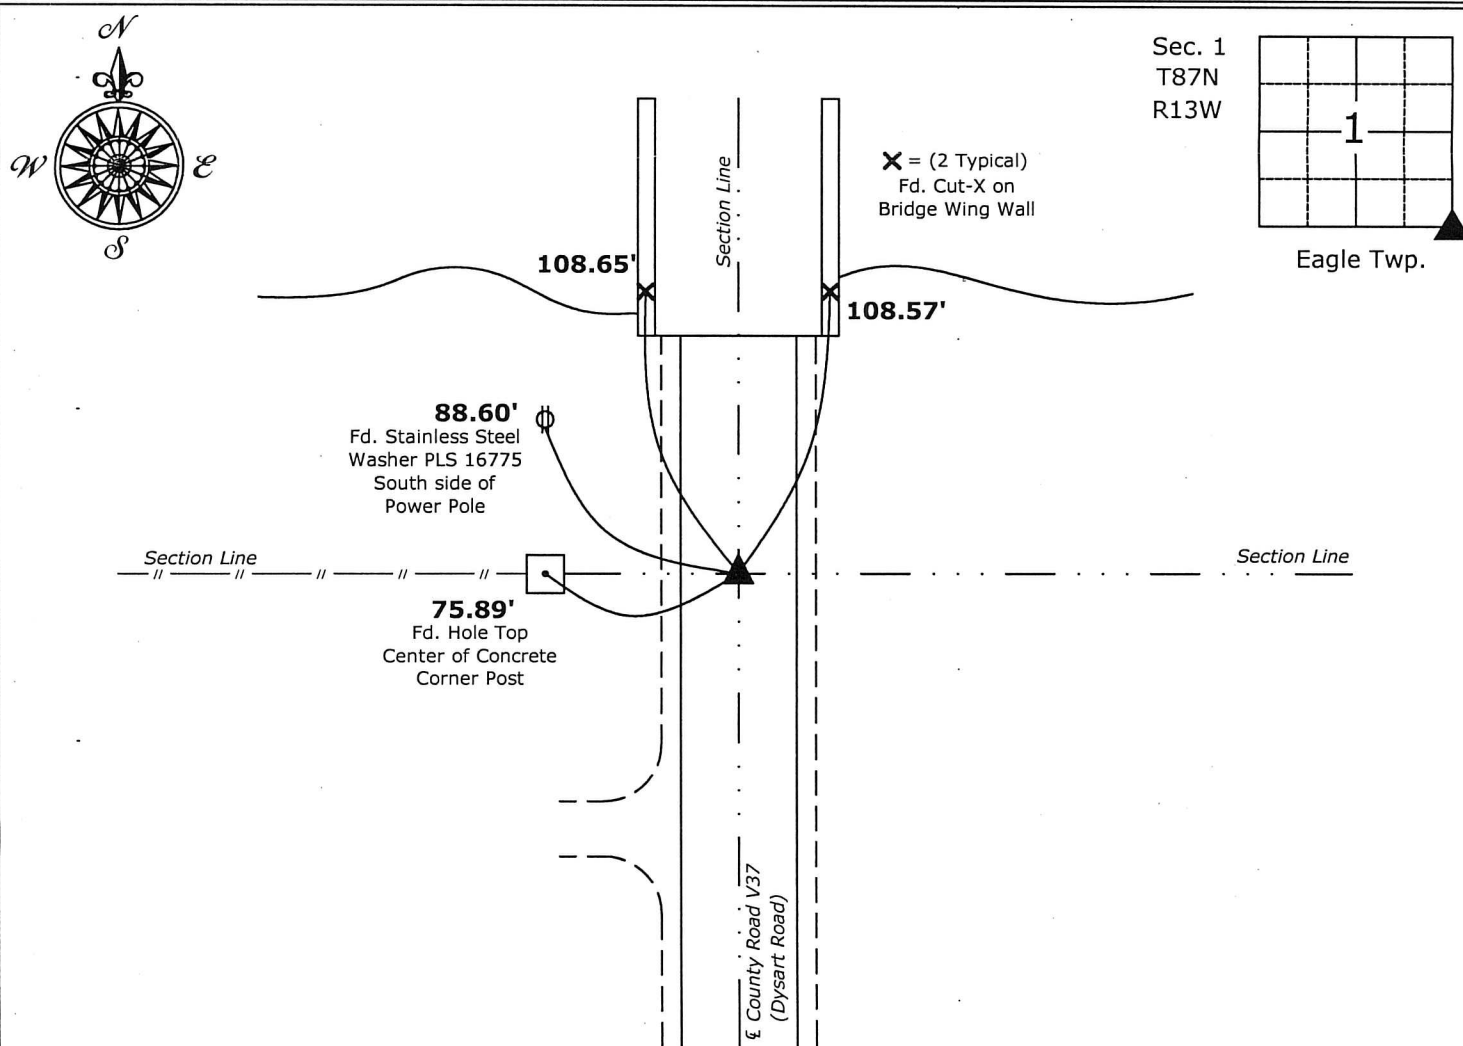 N
W
E
S
Sec. 1
T87N
R13W
1
Eagle Twp.
Section Line
X = (2 Typical)
Fd. Cut-X on
Bridge Wing Wall
108.65'
108.57'
88.60'
Fd. Stainless Steel
Washer PLS 16775
South side of
Power Pole
Section Line
Section Line
75.89'
Fd. Hole Top
Center of Concrete
Corner Post
℄ County Road V37
(Dysart Road)